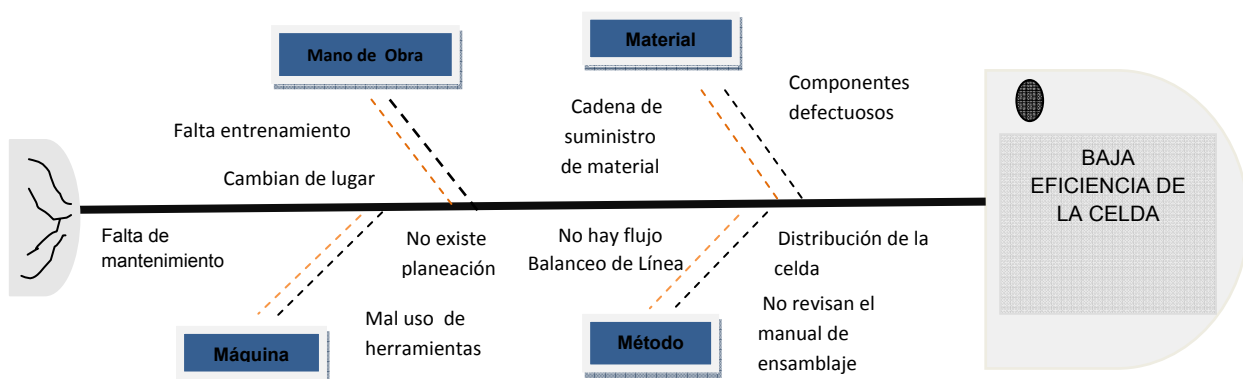 Mano de Obra
Material
Componentes
defectuosos
Cadena de
suministro
de material
Falta entrenamiento
Cambian de lugar
BAJA
EFICIENCIA DE
LA CELDA
Falta de
mantenimiento
No existe
planeación
No hay flujo
Balanceo de Línea
Distribución de la
celda
Mal uso de
herramientas
No revisan el
manual de
ensamblaje
Máquina
Método